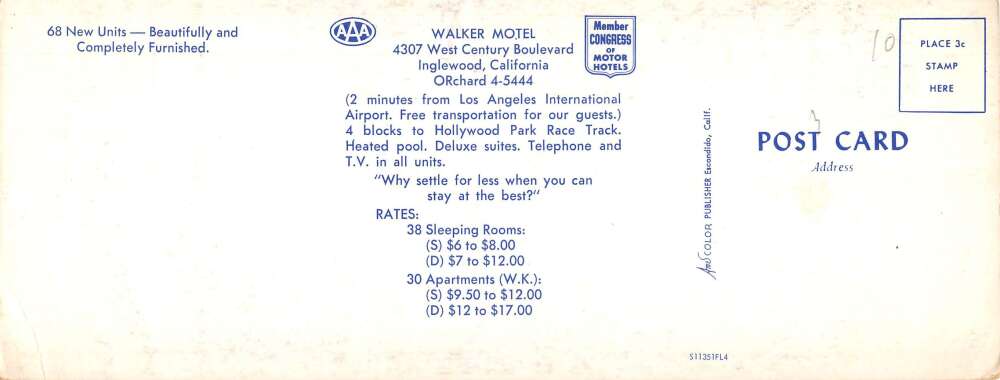 68 New Units — Beautifully and
Completely Furnished.
AAA
WALKER MOTEL
4307 West Century Boulevard
Inglewood, California
ORchard 4-5444
(2 minutes from Los Angeles International
Airport. Free transportation for our guests.)
4 blocks to Hollywood Park Race Track.
Heated pool. Deluxe suites. Telephone and
T.V. in all units.
"Why settle for less when you can
stay at the best?"
RATES:
38 Sleeping Rooms:
(S) $6 to $8.00
(D) $7 to $12.00
30 Apartments (W.K.):
(S) $9.50 to $12.00
(D) $12 to $17.00
Member
CONGRESS
OF
MOTOR
HOTELS
COLOR PUBLISHER Escondido, Calif.
S11351FL4
10
PLACE 3c
STAMP
HERE
3
POST CARD
Address